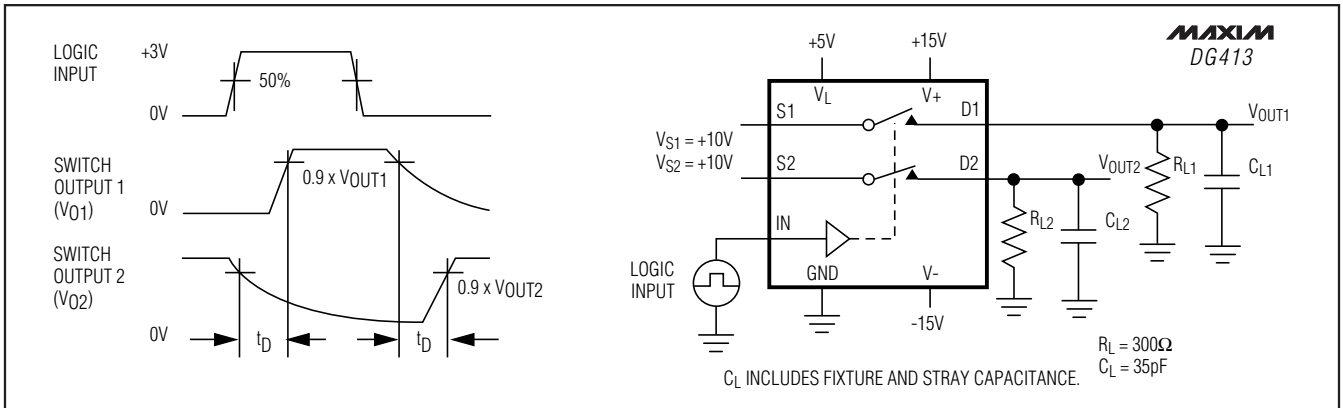 LOGIC
INPUT
+3V
50%
0V
SWITCH
OUTPUT 1
(VO1)
0.9 x VOUT1
0V
SWITCH
OUTPUT 2
(VO2)
0.9 x VOUT2
0V
tD
tD
+5V
+15V
MAXIM
DG413
VL
V+
S1
D1
VOUT1
VS1 = +10V
VS2 = +10V
S2
D2
VOUT2
RL1
CL1
IN
RL2
CL2
LOGIC
INPUT
GND
V-
-15V
RL = 300Ω
CL = 35pF
CL INCLUDES FIXTURE AND STRAY CAPACITANCE.